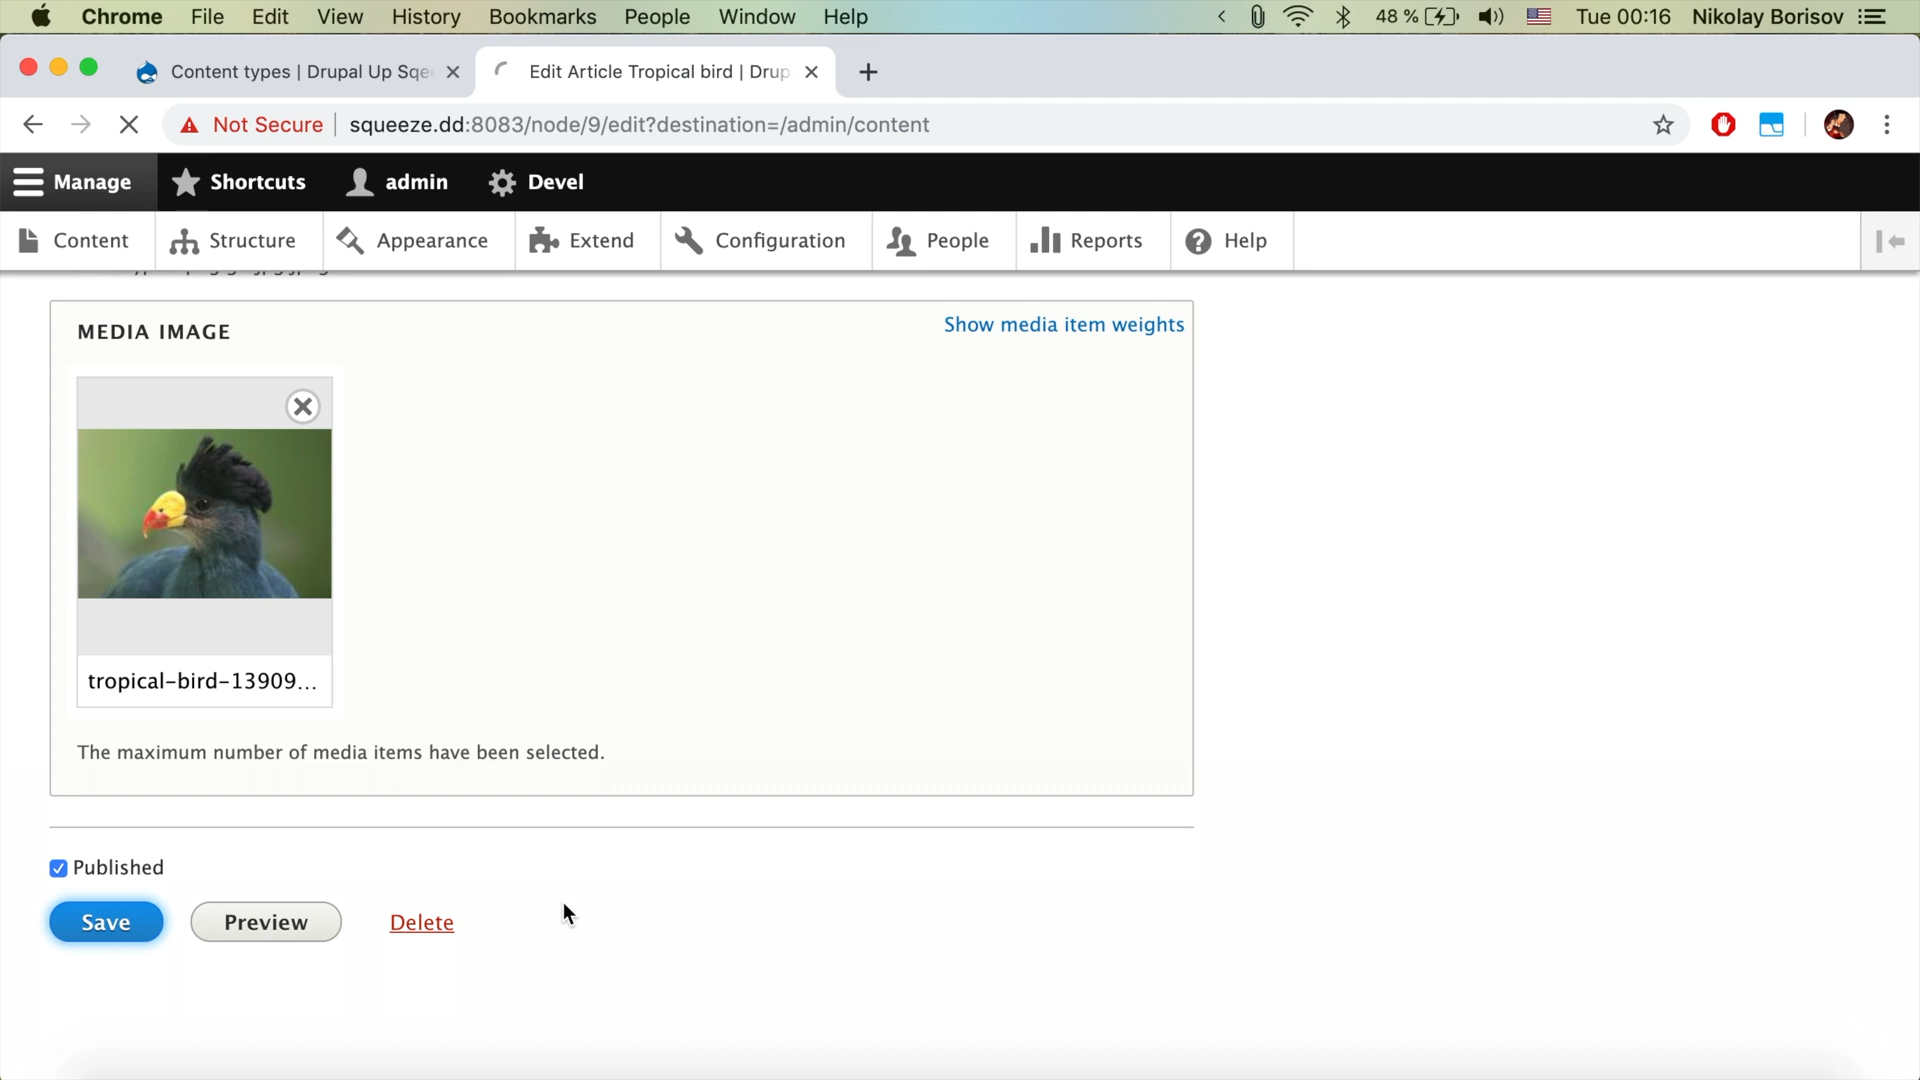 Chrome File Edit View History Bookmarks People Window Help 48 % Tue 00:16 Nikolay Borisov
Content types | Drupal Up Sque Edit Article Tropical bird | Drup
Not Secure squeeze.dd:8083/node/9/edit?destination=/admin/content
Manage Shortcuts admin Devel
Content Structure Appearance Extend Configuration People Reports Help
MEDIA IMAGE Show media item weights
tropical-bird-13909...
The maximum number of media items have been selected.
Published
Save Preview Delete